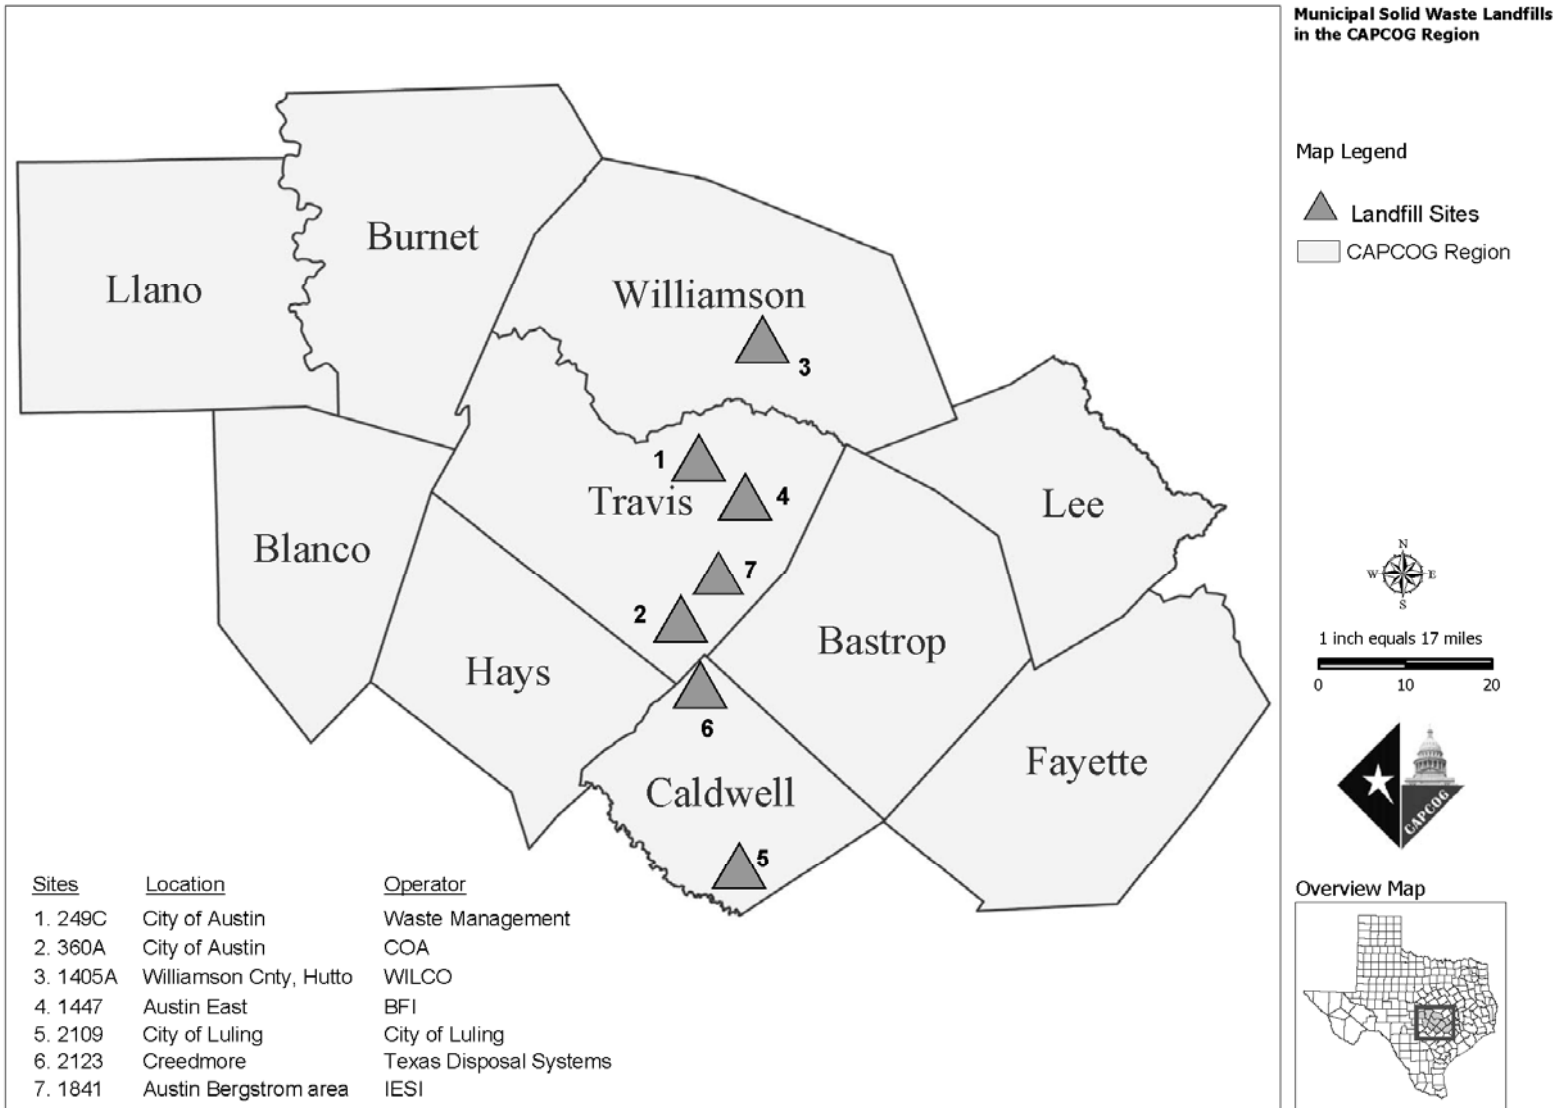 Municipal Solid Waste Landfills
in the CAPCOG Region
Map Legend
Landfill Sites
CAPCOG Region
Burnet
Llano
Williamson
3
1
Travis
4
Lee
Blanco
7
2
Hays
Bastrop
6
Caldwell
Fayette
5
N
W E
S
1 inch equals 17 miles
0 10 20
CAPCOG
Overview Map
Sites Location Operator
1. 249C City of Austin Waste Management
2. 360A City of Austin COA
3. 1405A Williamson Cnty, Hutto WILCO
4. 1447 Austin East BFI
5. 2109 City of Luling City of Luling
6. 2123 Creedmore Texas Disposal Systems
7. 1841 Austin Bergstrom area IESI